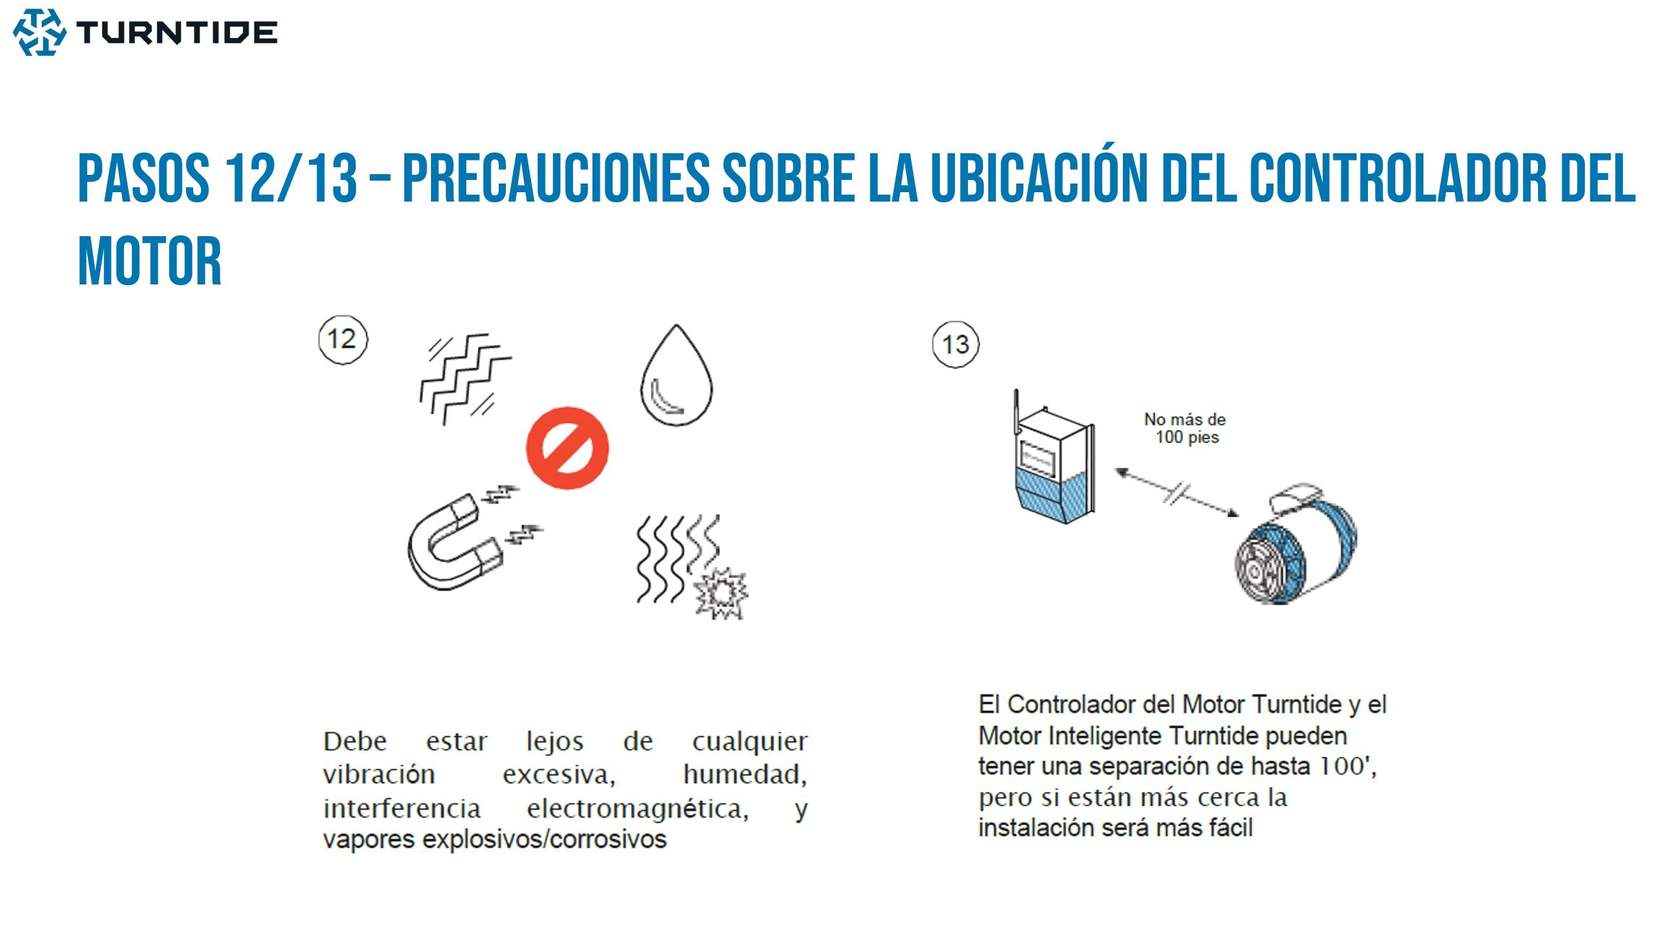 TURNTIDE
PASOS 12/13 – PRECAUCIONES SOBRE LA UBICACIÓN DEL CONTROLADOR DEL
MOTOR
12
13
No más de
100 pies
Debe estar lejos de cualquier
vibración excesiva, humedad,
interferencia electromagnética, y
vapores explosivos/corrosivos
El Controlador del Motor Turntide y el
Motor Inteligente Turntide pueden
tener una separación de hasta 100',
pero si están más cerca la
instalación será más fácil